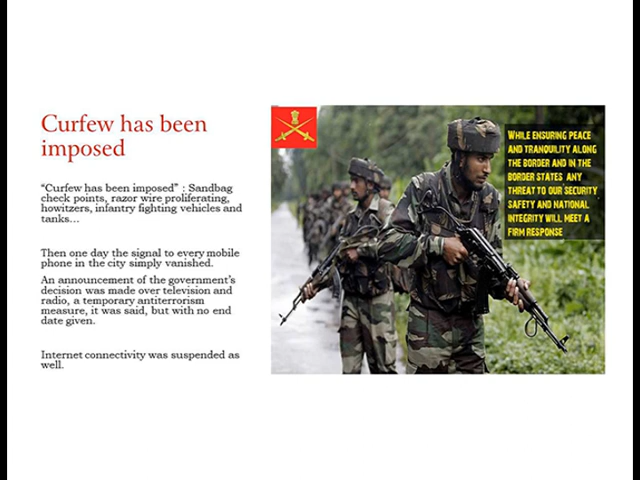 Curfew has been
imposed
“Curfew has been imposed” : Sandbag
check points, razor wire proliferating,
howitzers, infantry fighting vehicles and
tanks…
Then one day the signal to every mobile
phone in the city simply vanished.
An announcement of the government’s
decision was made over television and
radio, a temporary antiterrorism
measure, it was said, but with no end
date given.
Internet connectivity was suspended as
well.
WHILE ENSURING PEACE
AND TRANQUILITY ALONG
THE BORDER AND IN THE
BORDER STATES ANY
THREAT TO OUR SECURITY
SAFETY AND NATIONAL
INTEGRITY WILL MEET A
FIRM RESPONSE